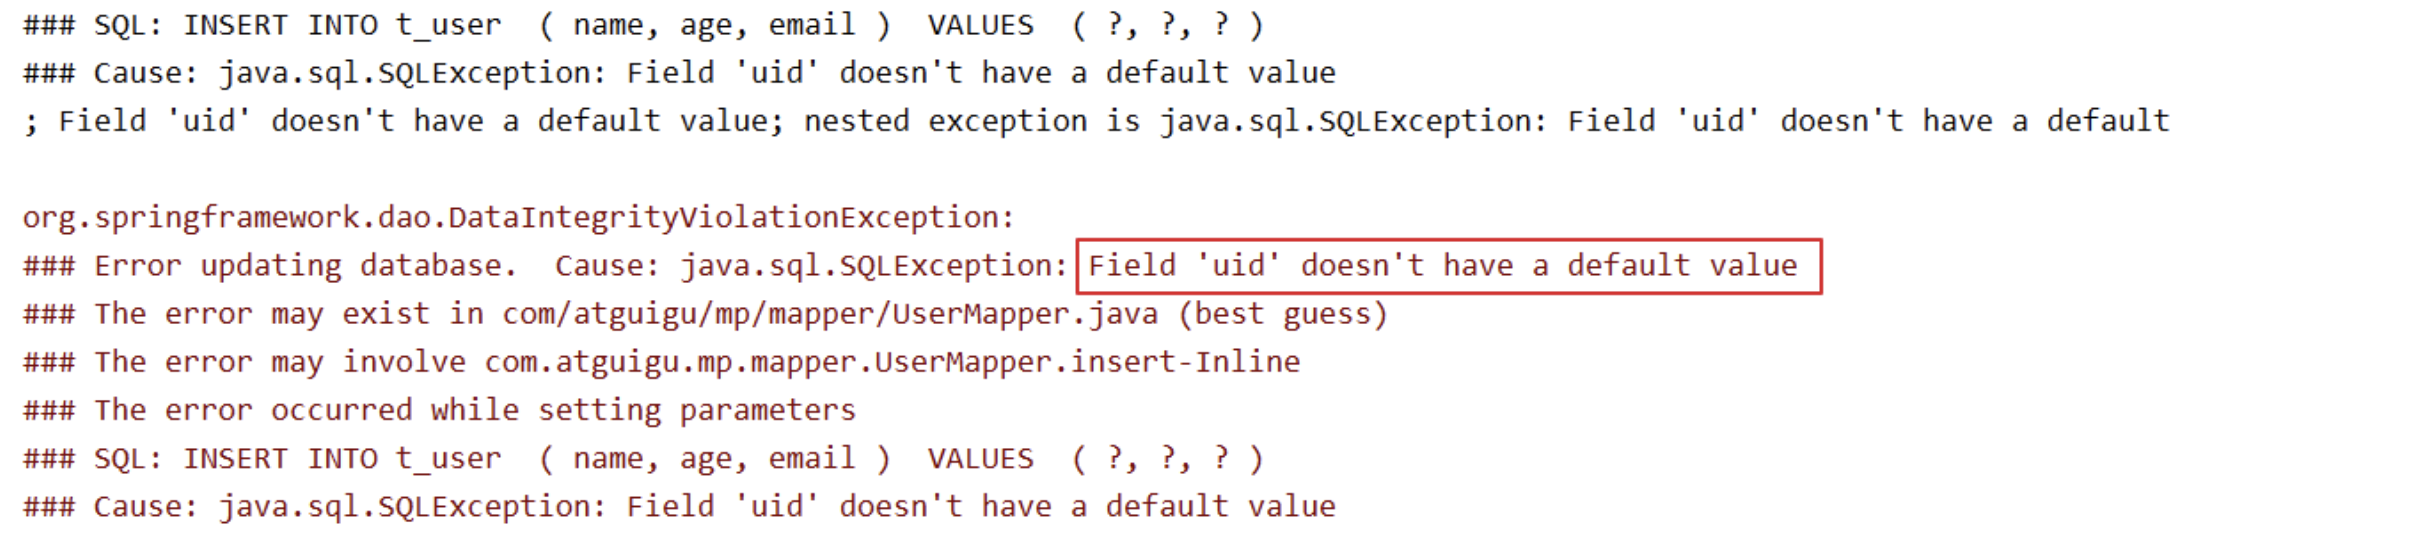 ### SQL: INSERT INTO t_user  ( name, age, email )  VALUES  ( ?, ?, ? )
### Cause: java.sql.SQLException: Field 'uid' doesn't have a default value
; Field 'uid' doesn't have a default value; nested exception is java.sql.SQLException: Field 'uid' doesn't have a default
org.springframework.dao.DataIntegrityViolationException:
### Error updating database.  Cause: java.sql.SQLException: Field 'uid' doesn't have a default value
### The error may exist in com/atguigu/mp/mapper/UserMapper.java (best guess)
### The error may involve com.atguigu.mp.mapper.UserMapper.insert-Inline
### The error occurred while setting parameters
### SQL: INSERT INTO t_user  ( name, age, email )  VALUES  ( ?, ?, ? )
### Cause: java.sql.SQLException: Field 'uid' doesn't have a default value